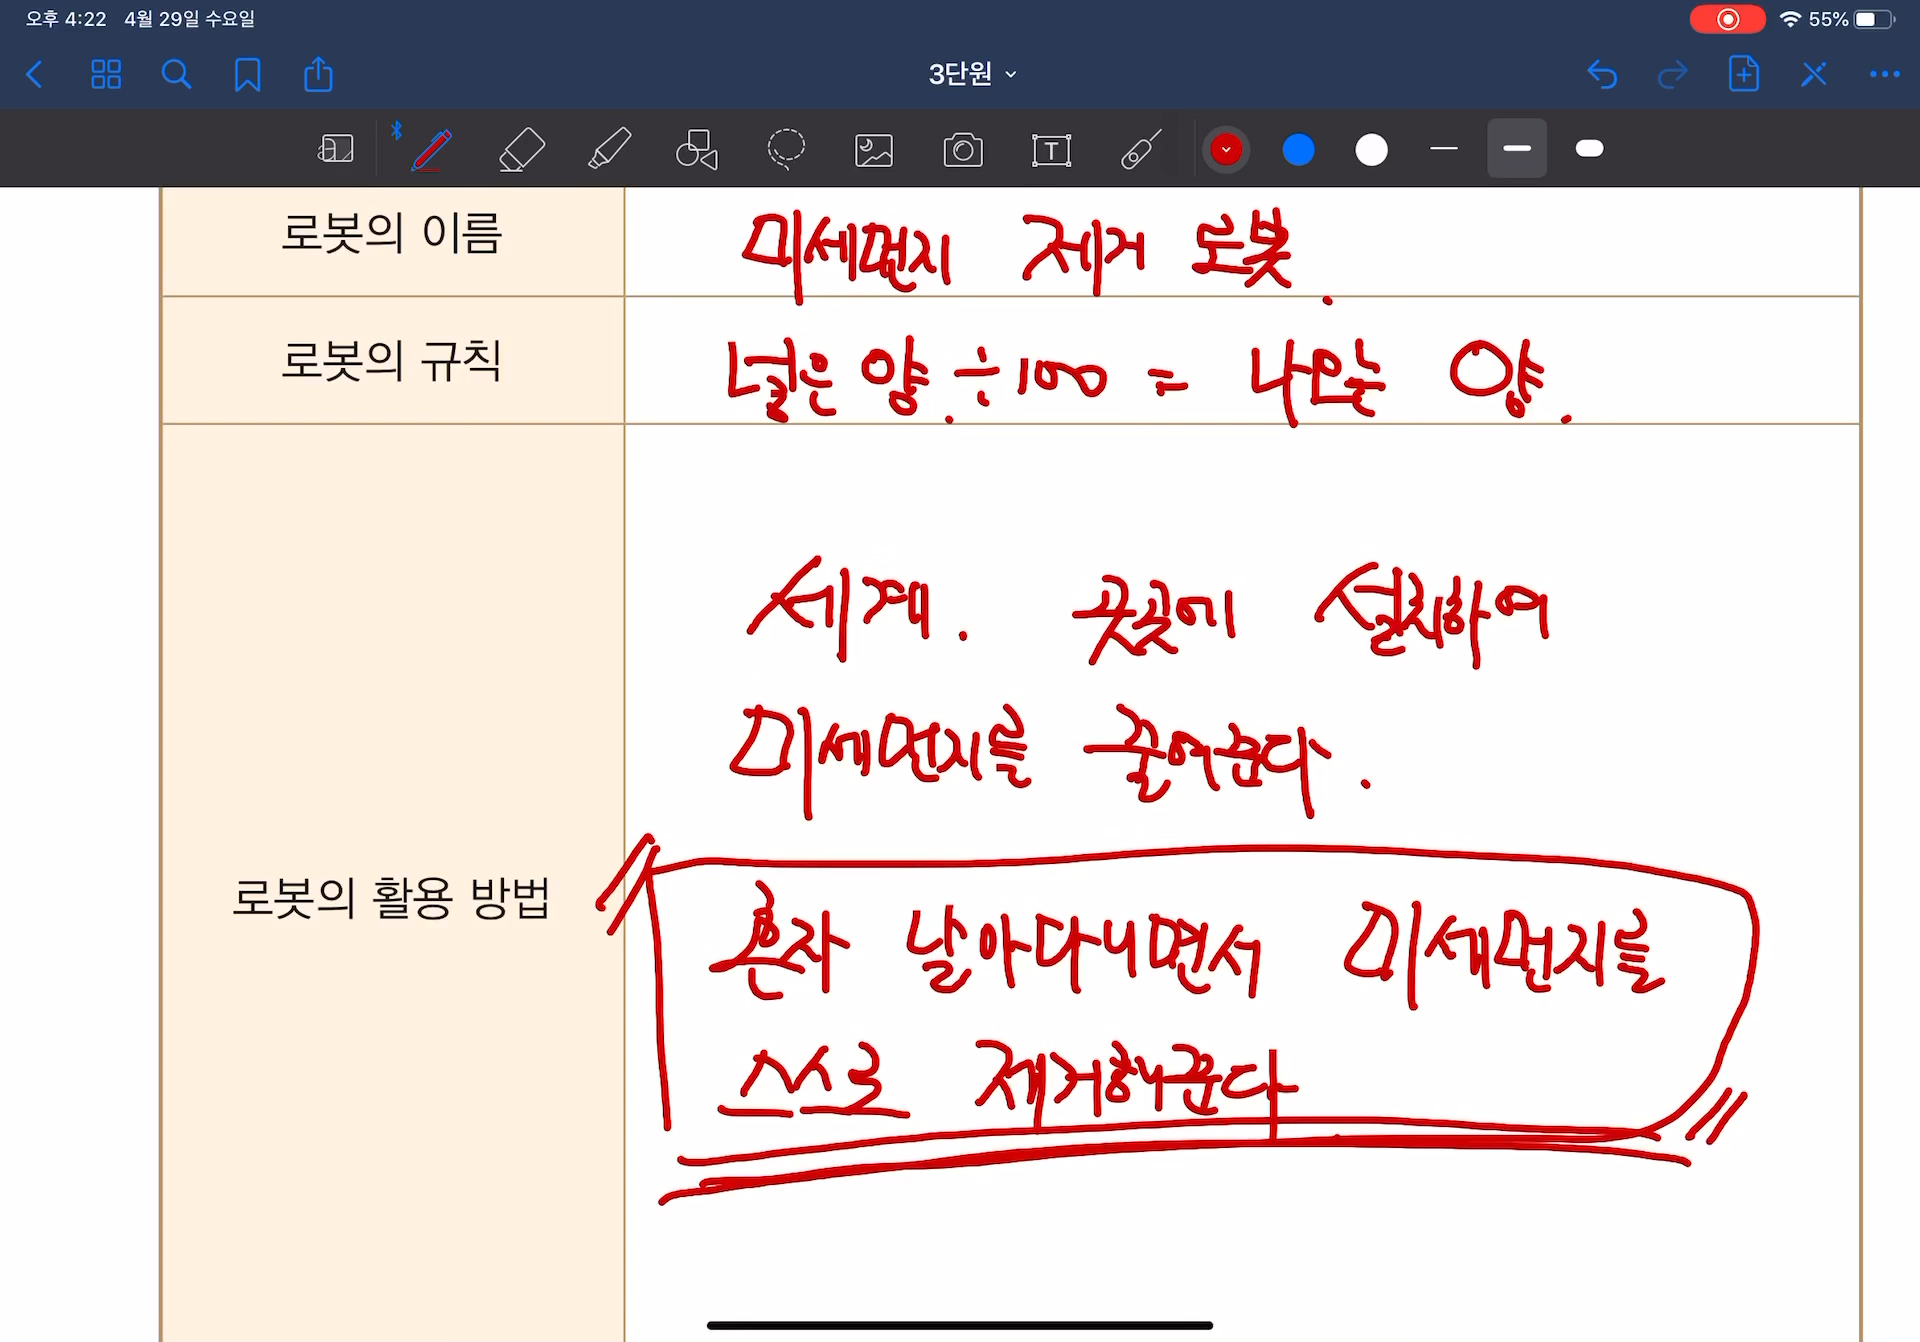 오후 4:22 4월 29일 수요일 55%
3단원
로봇의 이름 미세먼지 제거 로봇.
로봇의 규칙 넣은 양. ÷100 = 나오는 양.
세계. 곳곳에 설치하여
미세먼지를 끌어준다.
로봇의 활용 방법
혼자 날아다니면서 미세먼지를
스스로 제거해준다